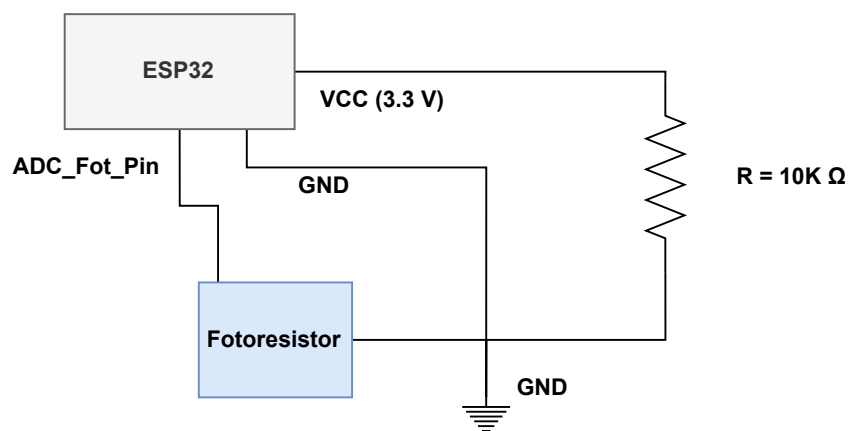 ESP32
VCC (3.3 V)
ADC_Fot_Pin
GND
R = 10K Ω
Fotoresistor
GND